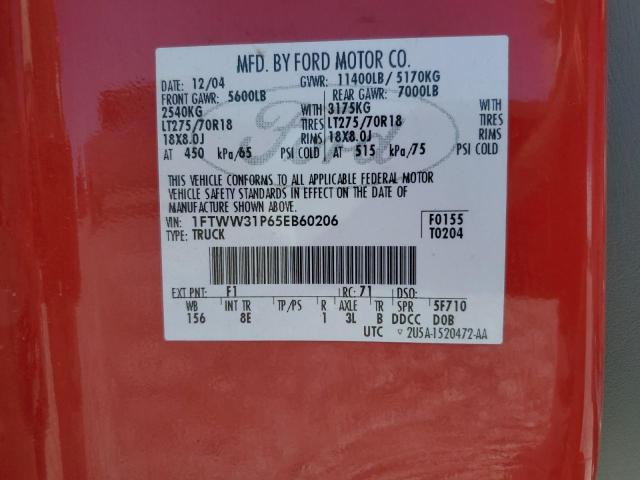 MFD. BY FORD MOTOR CO.
DATE: 12/04 GVWR: 11400LB/ 5170KG
FRONT GAWR: 5600LB REAR GAWR: 7000LB
2540KG WITH 3175KG WITH
LT275/70R18 TIRES LT275/70R18 TIRES
18X8.0J RIMS 18X8.0J RIMS
AT 450 kPa/65 PSI COLD AT 515 kPa/75 PSI COLD
THIS VEHICLE CONFORMS TO ALL APPLICABLE FEDERAL MOTOR
VEHICLE SAFETY STANDARDS IN EFFECT ON THE DATE OF
MANUFACTURE SHOWN ABOVE.
VIN: 1FTWW31P65EB60206 F0155
TYPE: TRUCK T0204
Ford
EXT PNT: F1 RC: 71 DSO:
WB INT TR TP/PS R AXLE TR SPR 5F710
156 8E 1 3L B DDCC D0B
UTC ▽ 2U5A-1520472-AA